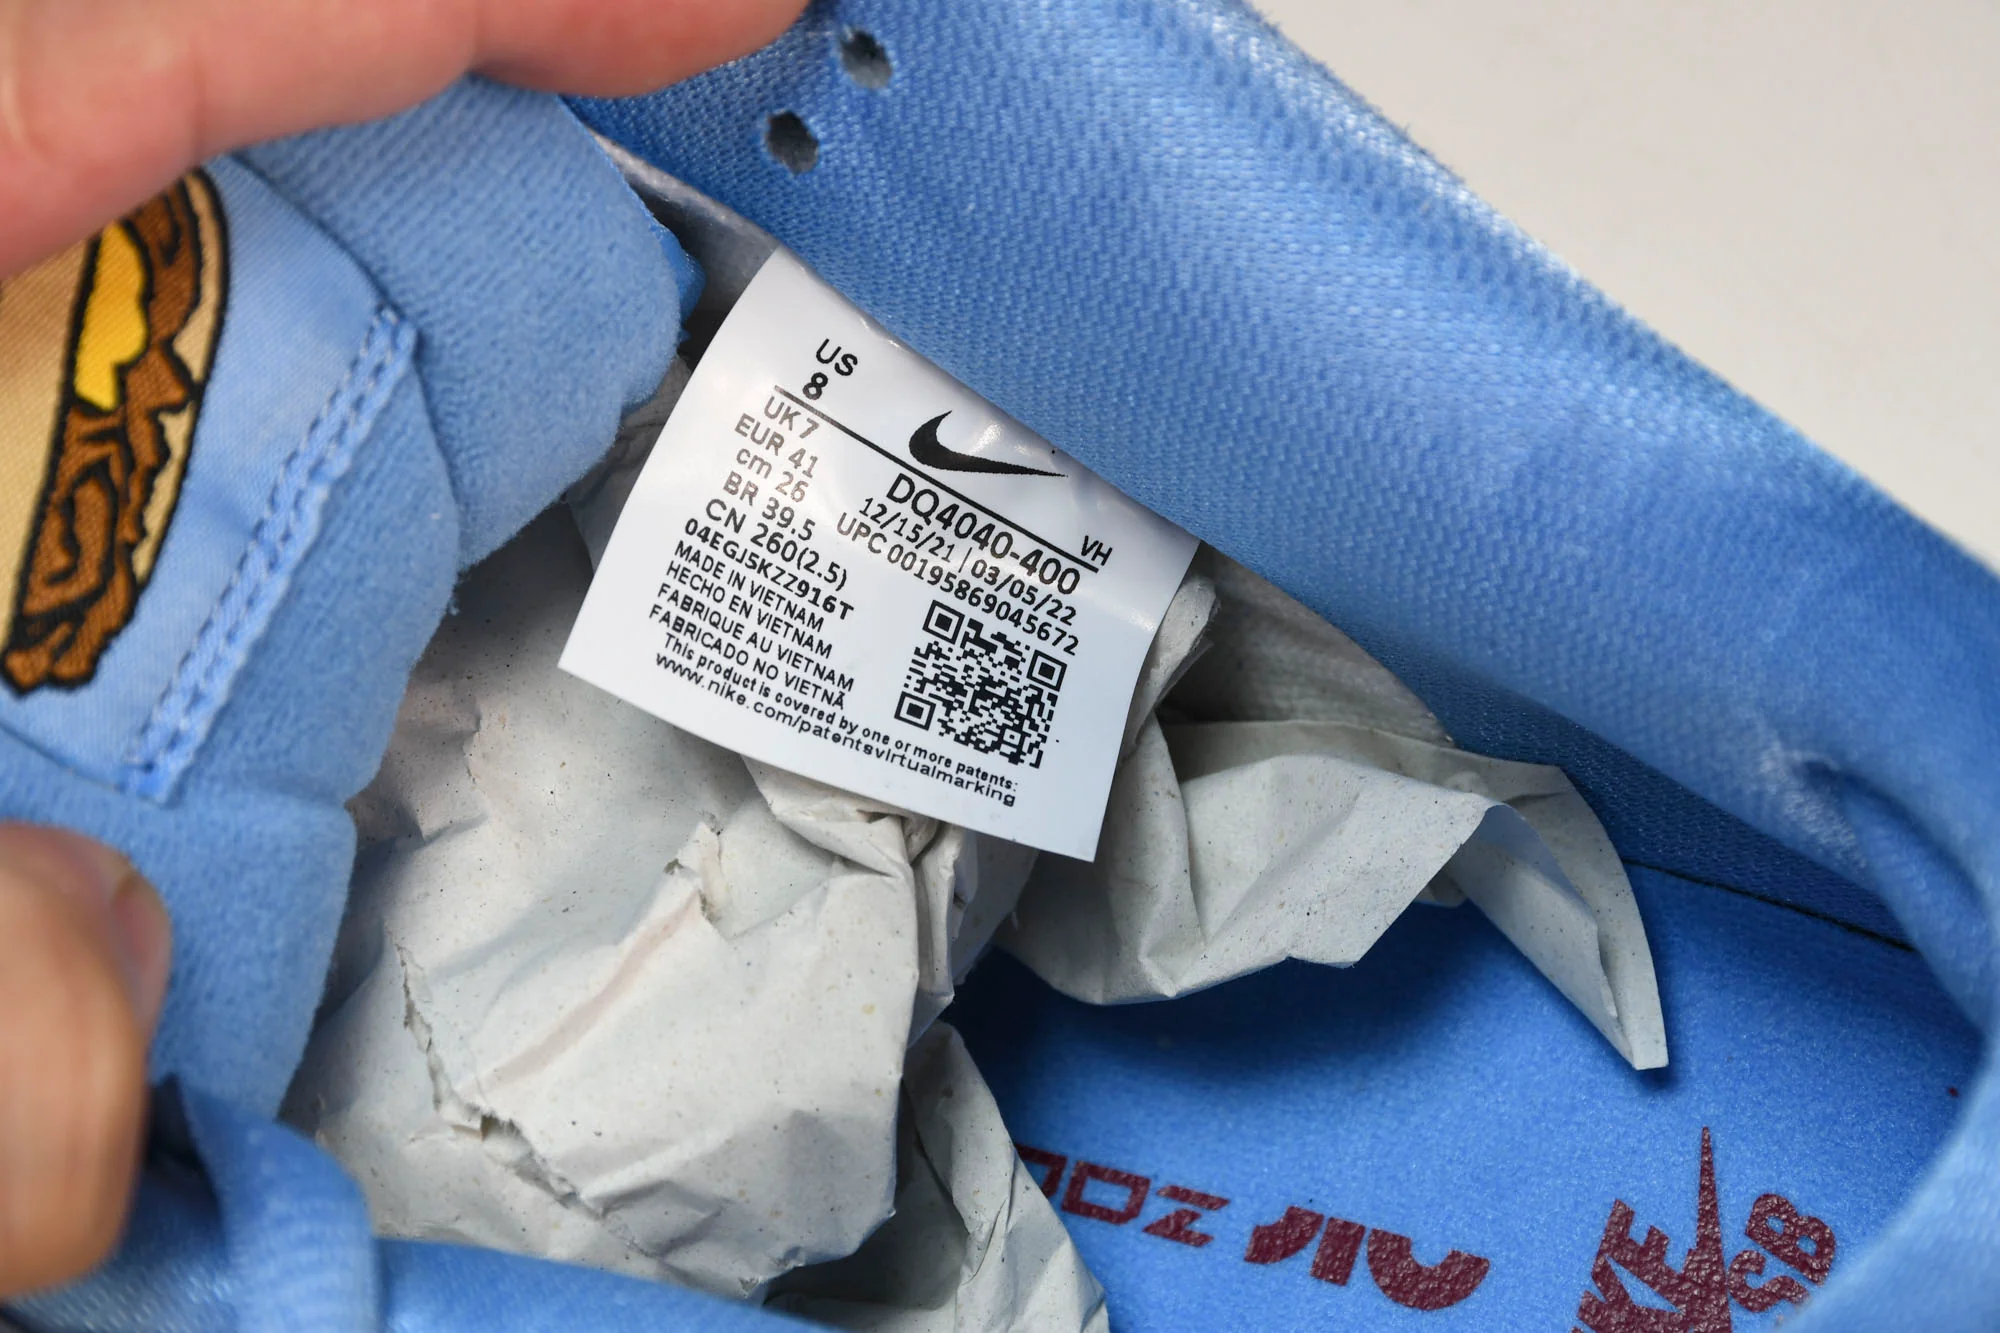 US
8
UK 7
EUR 41
cm 26
BR 39.5
CN 260(2.5)
04EGJ5KZZ916T
MADE IN VIETNAM
HECHO EN VIETNAM
FABRIQUE AU VIETNAM
FABRICADO NO VIETNÃ
This product is covered by one or more patents:
www.nike.com/patentsvirtualmarking
VH
DQ4040-400
12/15/21 | 03/05/22
UPC 00195869045672
SB